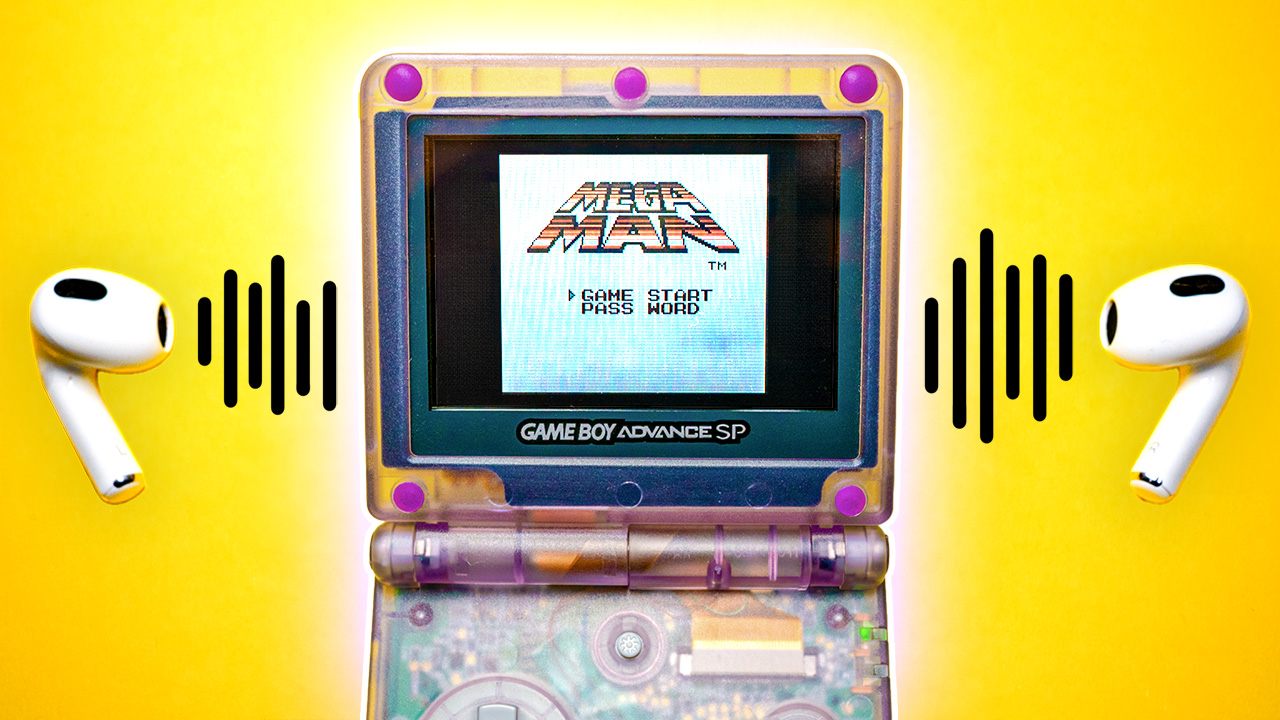 MEGA
MAN
TM
GAME START
PASS WORD
GAME BOY ADVANCE SP